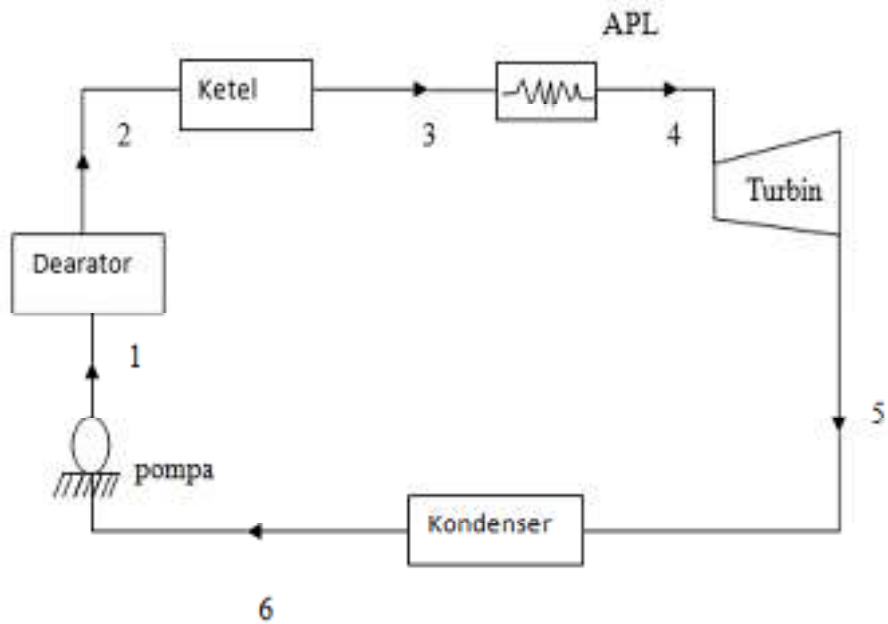 APL
Ketel
2
3
4
Turbin
Dearator
1
5
pompa
Kondenser
6